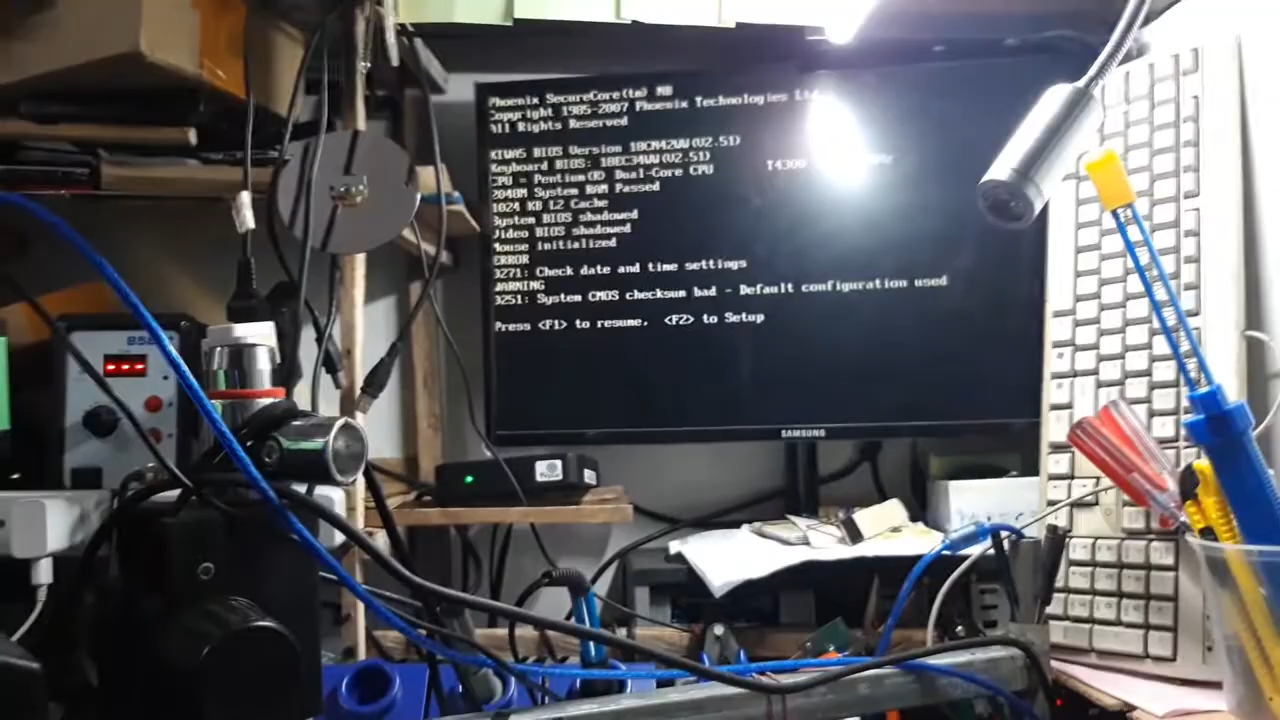 Phoenix SecureCore(tm) NB
Copyright 1985-2007 Phoenix Technologies Ltd.
All Rights Reserved
KIWA5 BIOS Version 18CN42WW(V2.51)
Keyboard BIOS: 18EC34WW(V2.51)
CPU = Pentium(R) Dual-Core CPU T4300
2048M System RAM Passed
1024 KB L2 Cache
System BIOS shadowed
Video BIOS shadowed
Mouse initialized
ERROR
0271: Check date and time settings
WARNING
0251: System CMOS checksum bad - Default configuration used
Press <F1> to resume, <F2> to Setup
SAMSUNG
858